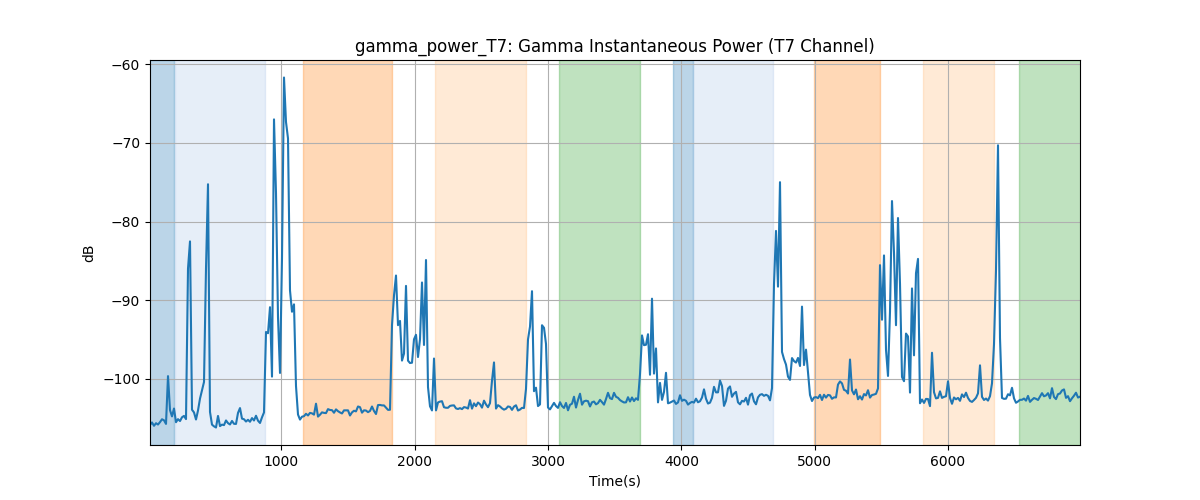 gamma_power_T7: Gamma Instantaneous Power (T7 Channel)
−60
−70
−80
−90
−100
dB
1000 2000 3000 4000 5000 6000
Time(s)